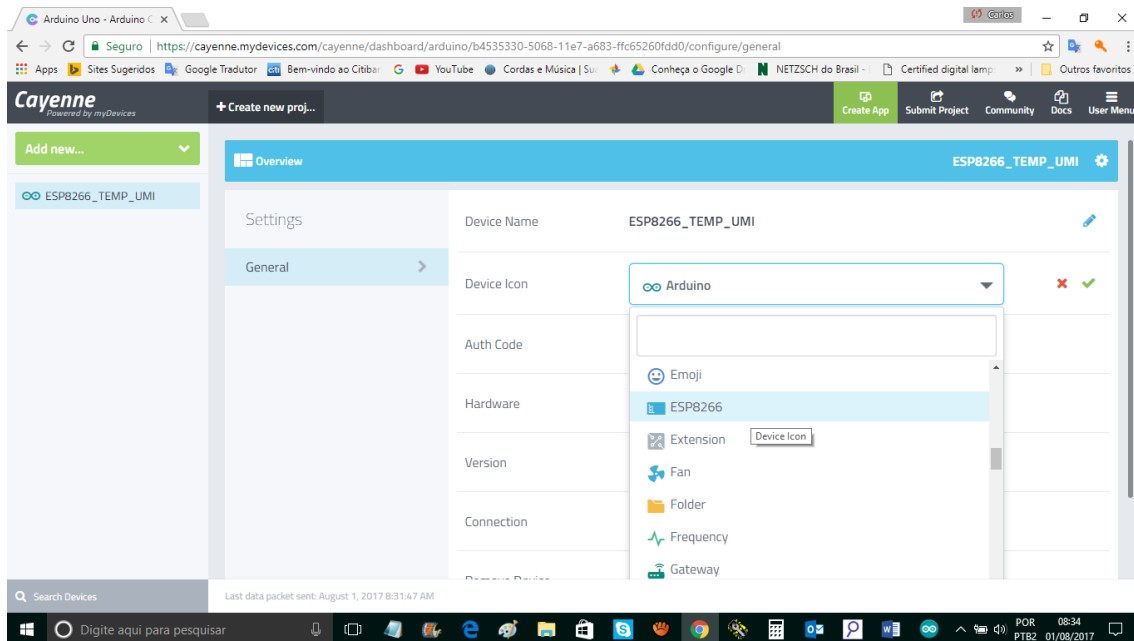 Arduino Uno - Arduino C
Carlos
Seguro
https://cayenne.mydevices.com/cayenne/dashboard/arduino/b4535330-5068-11e7-a683-ffc65260fdd0/configure/general
Apps
Sites Sugeridos
Google Tradutor
citi
Bem-vindo ao Citiban
YouTube
Cordas e Música | Su
Conheça o Google D
NETZSCH do Brasil -
Certified digital lamp
»
Outros favoritos
Cayenne
Powered by myDevices
+ Create new proj...
Create App
Submit Project
Community
Docs
User Menu
Add new...
Overview
ESP8266_TEMP_UMI
ESP8266_TEMP_UMI
Settings
General
Device Name
ESP8266_TEMP_UMI
Device Icon
Arduino
Auth Code
Emoji
Hardware
ESP8266
Extension
Device Icon
Version
Fan
Folder
Connection
Frequency
Gateway
Remove Device
Search Devices
Last data packet sent: August 1, 2017 8:31:47 AM
Digite aqui para pesquisar
POR
PTB2
08:34
01/08/2017